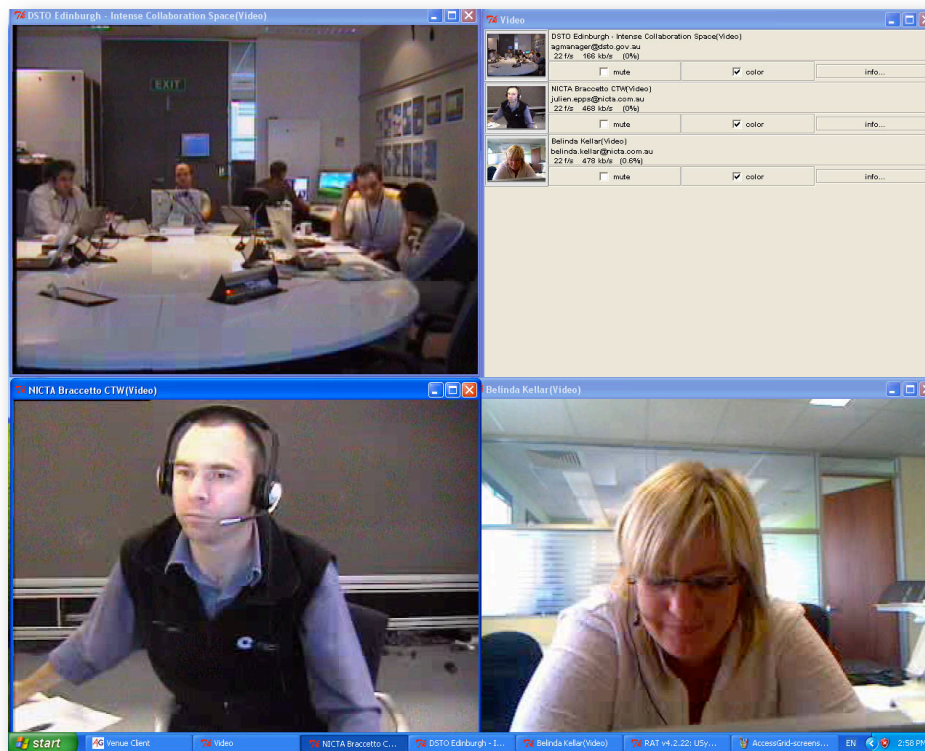 DSTO Edinburgh - Intense Collaboration Space(Video)
EXIT
Video
DSTO Edinburgh - Intense Collaboration Space(Video)
agmanager@dsto.gov.au
22 f/s 166 kb/s (0%)
mute color info...
NICTA Braccetto CTW(Video)
julien.epps@nicta.com.au
22 f/s 468 kb/s (0%)
mute color info...
Belinda Kellar(Video)
belinda.kellar@nicta.com.au
22 f/s 478 kb/s (0.6%)
mute color info...
NICTA Braccetto CTW(Video)
Belinda Kellar(Video)
start Venue Client Video NICTA Braccetto C... DSTO Edinburgh - I... Belinda Kellar(Video) RAT v4.2.22: USy... AccessGrid-screens... EN 2:58 PM